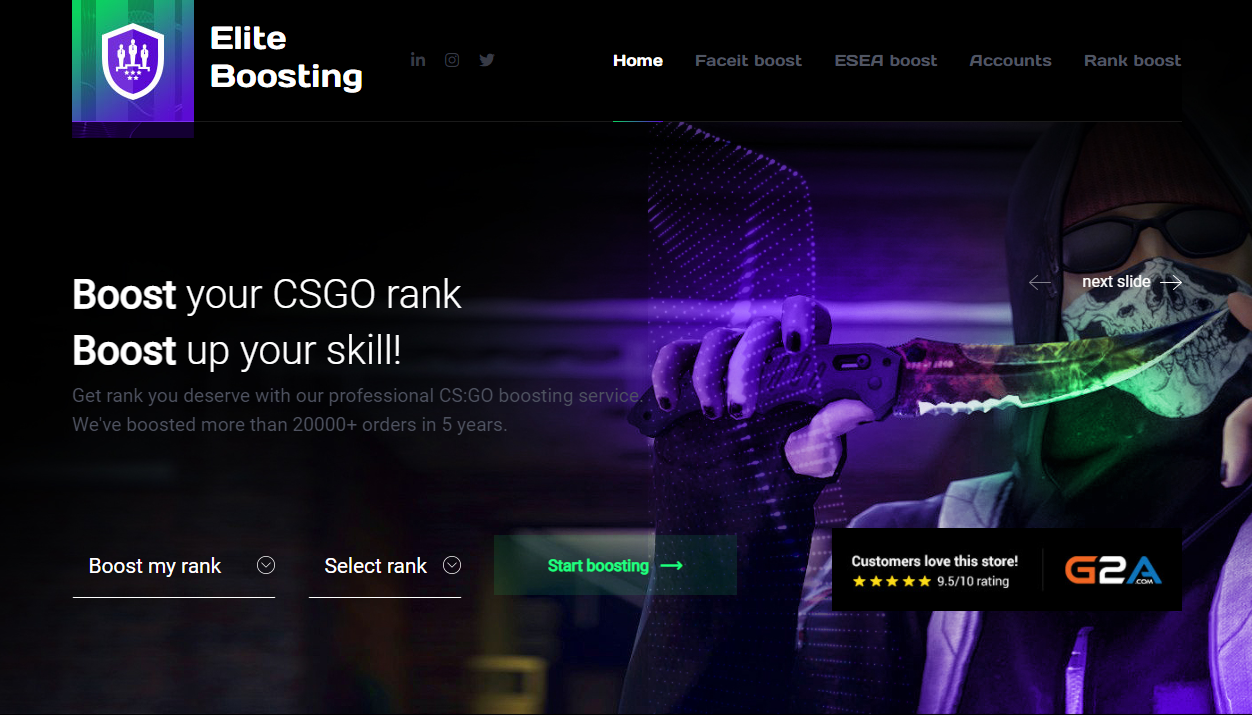 Elite
Boosting
Home Faceit boost ESEA boost Accounts Rank boost
next slide
Boost your CSGO rank
Boost up your skill!
Get rank you deserve with our professional CS:GO boosting service.
We've boosted more than 20000+ orders in 5 years.
Boost my rank Select rank Start boosting
Customers love this store!
9.5/10 rating
G2A
.COM